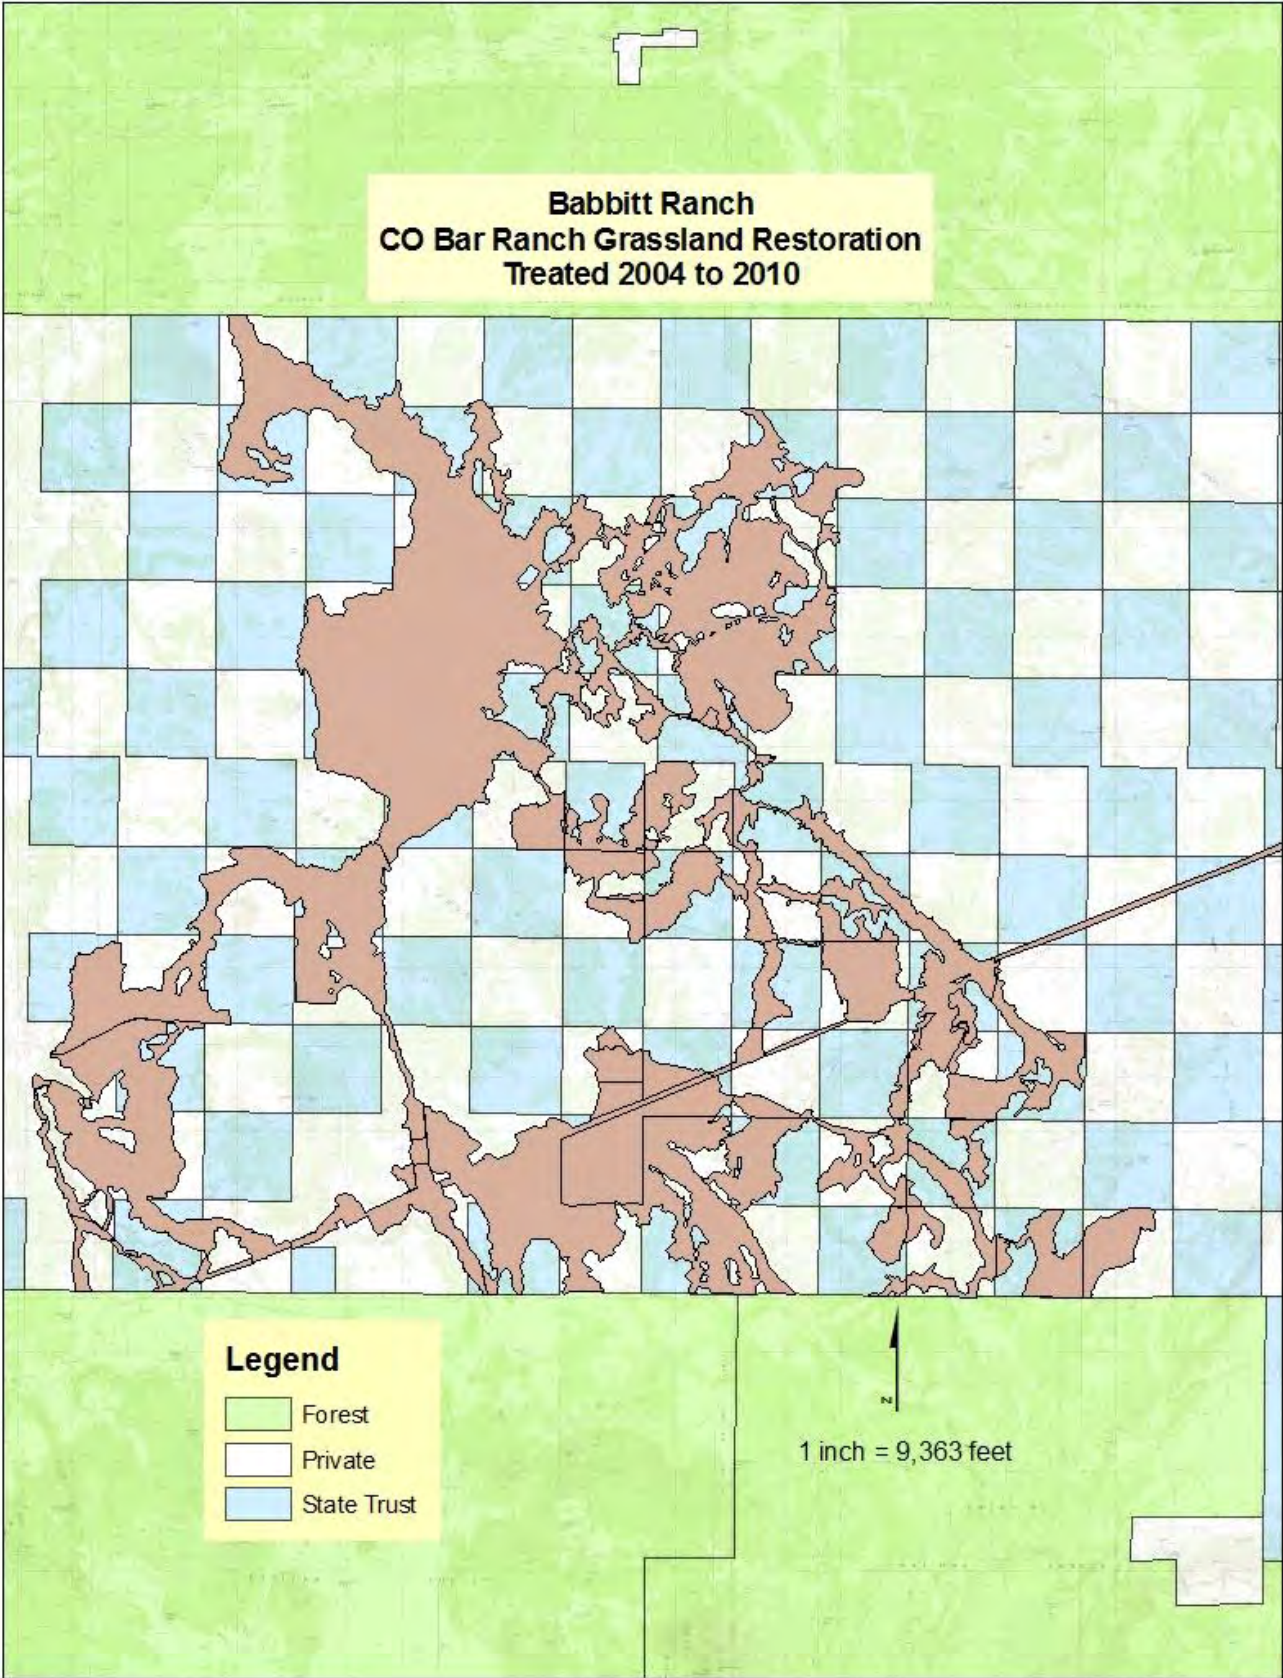 Babbitt Ranch
CO Bar Ranch Grassland Restoration
Treated 2004 to 2010
Legend
Forest
Private
State Trust
N
1 inch = 9,363 feet